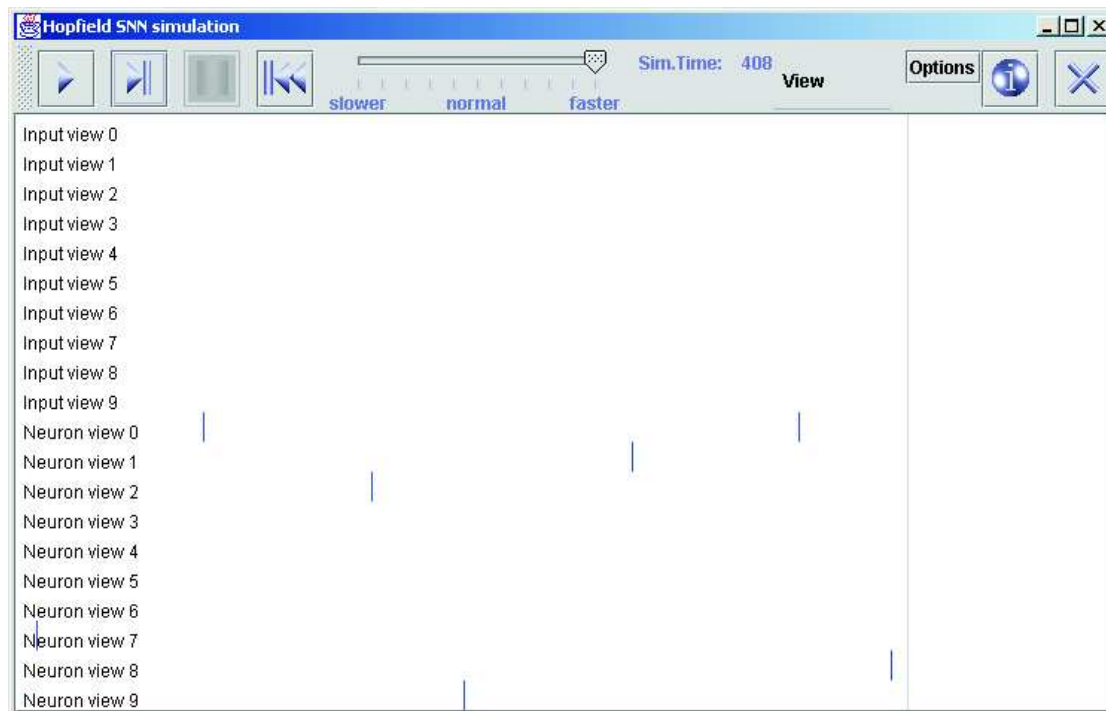 Hopfield SNN simulation
Sim.Time: 408
View
Options
slower normal faster
Input view 0
Input view 1
Input view 2
Input view 3
Input view 4
Input view 5
Input view 6
Input view 7
Input view 8
Input view 9
Neuron view 0
Neuron view 1
Neuron view 2
Neuron view 3
Neuron view 4
Neuron view 5
Neuron view 6
Neuron view 7
Neuron view 8
Neuron view 9